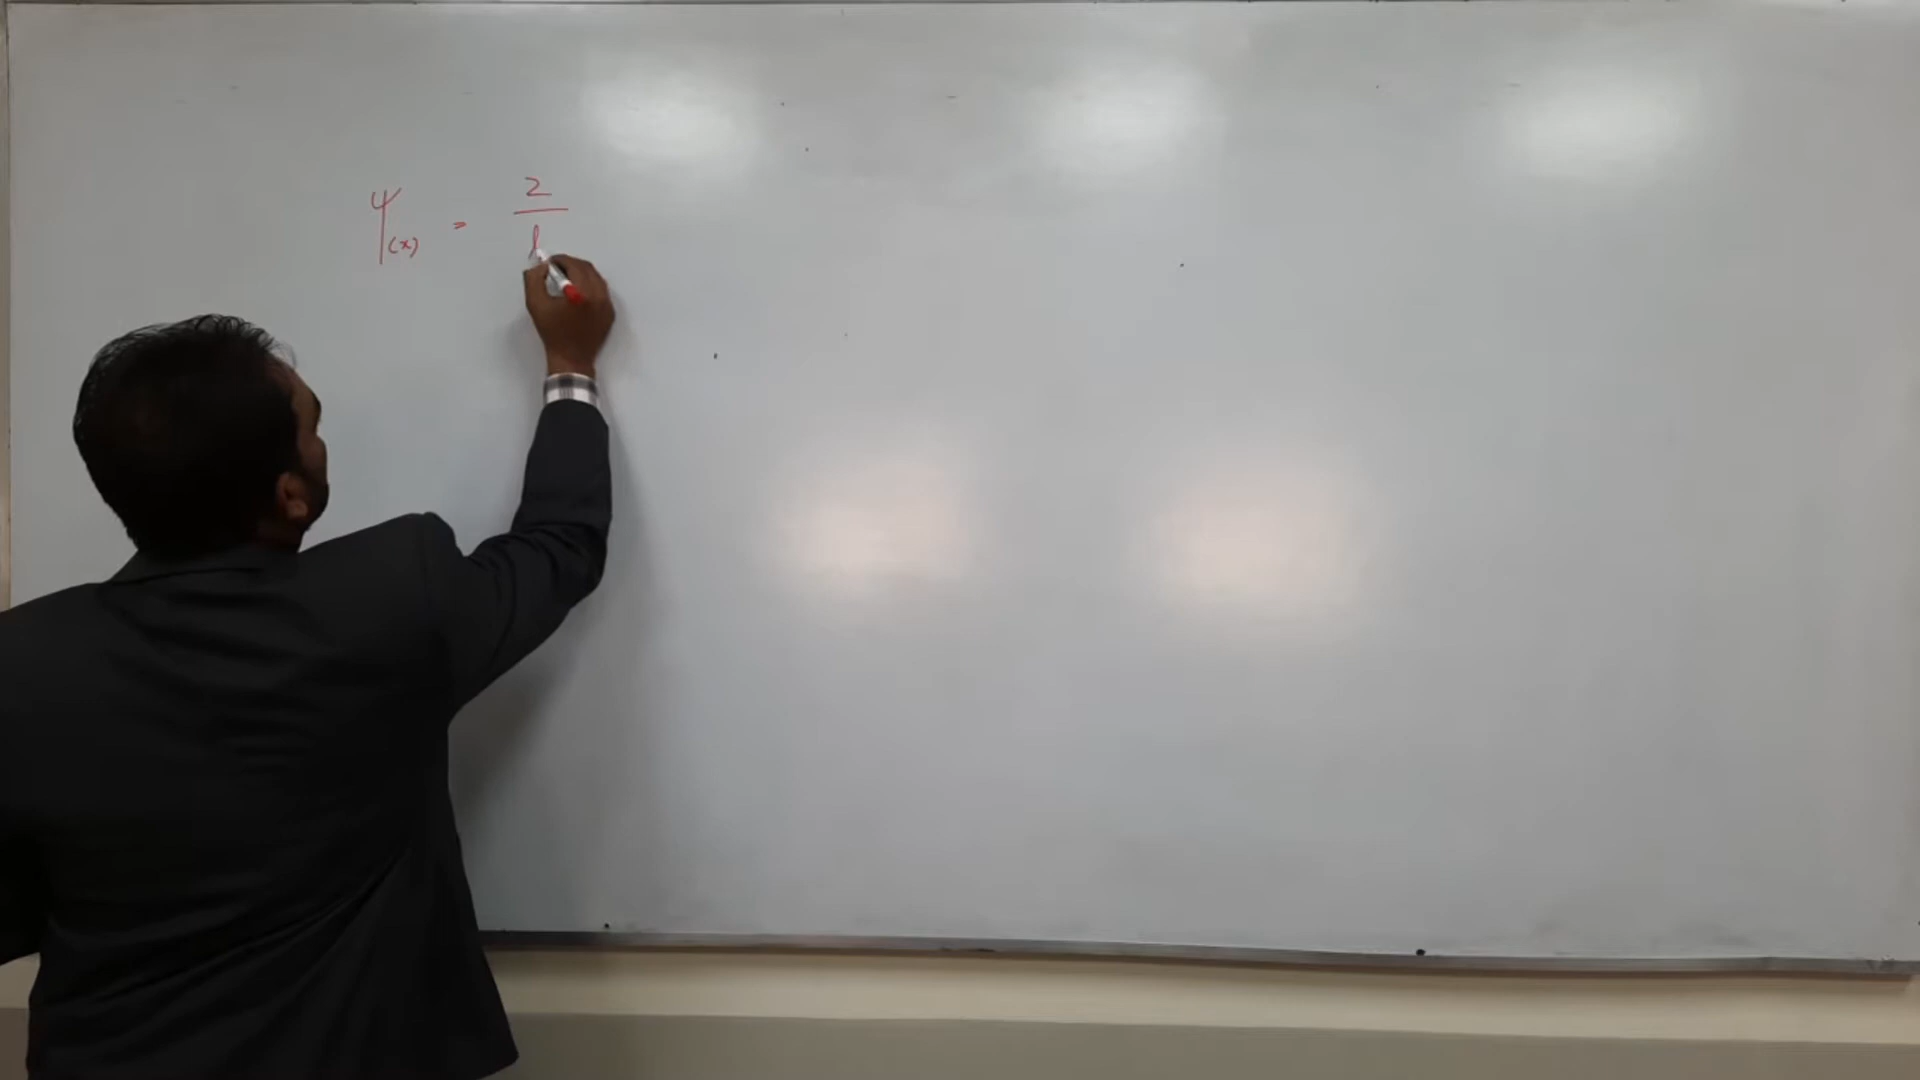 ψ(x) = 2/l